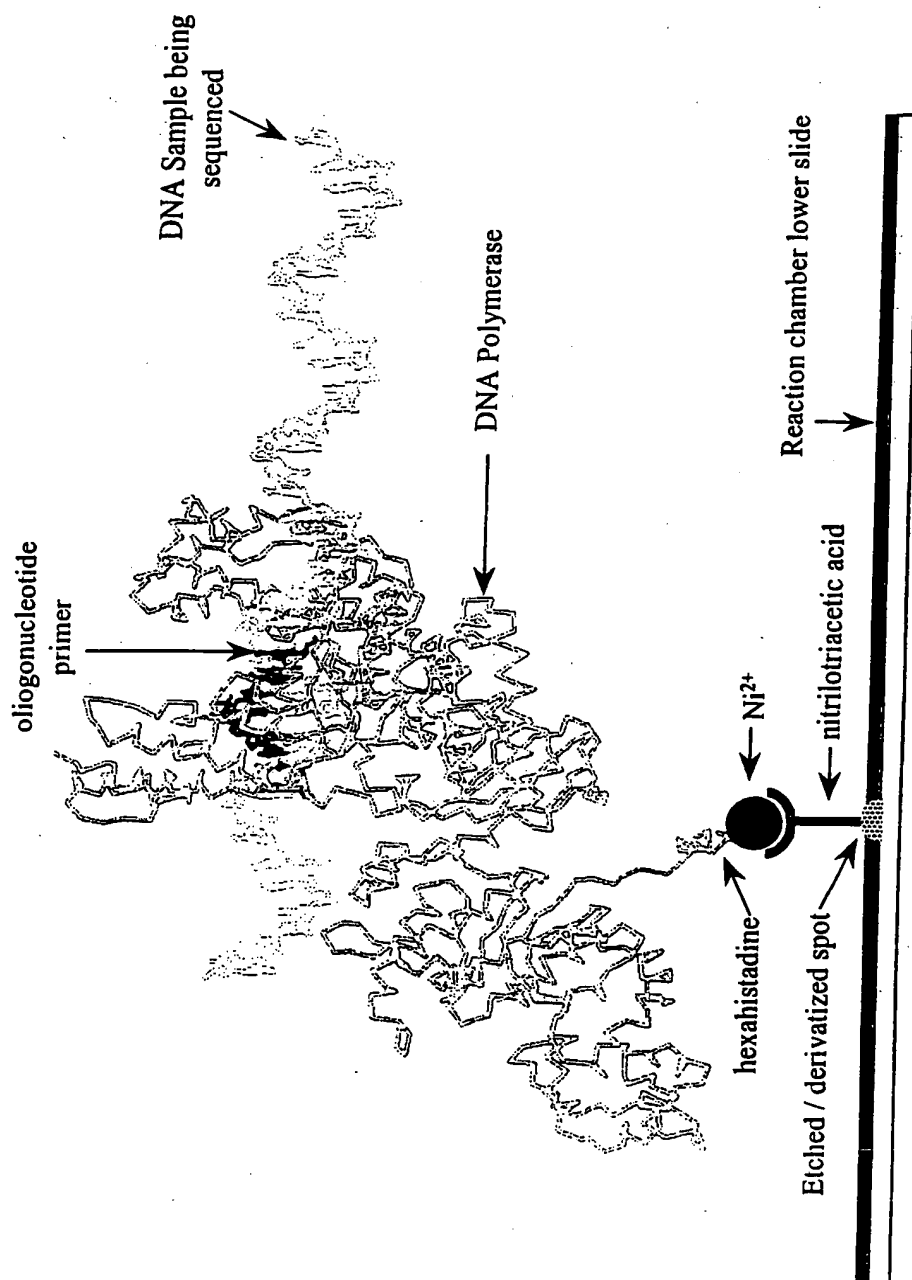 DNA Sample being
sequenced
oliogonucleotide
primer
DNA Polymerase
Ni2+
hexahistadine
nitrilotriacetic acid
Etched / derivatized spot
Reaction chamber lower slide